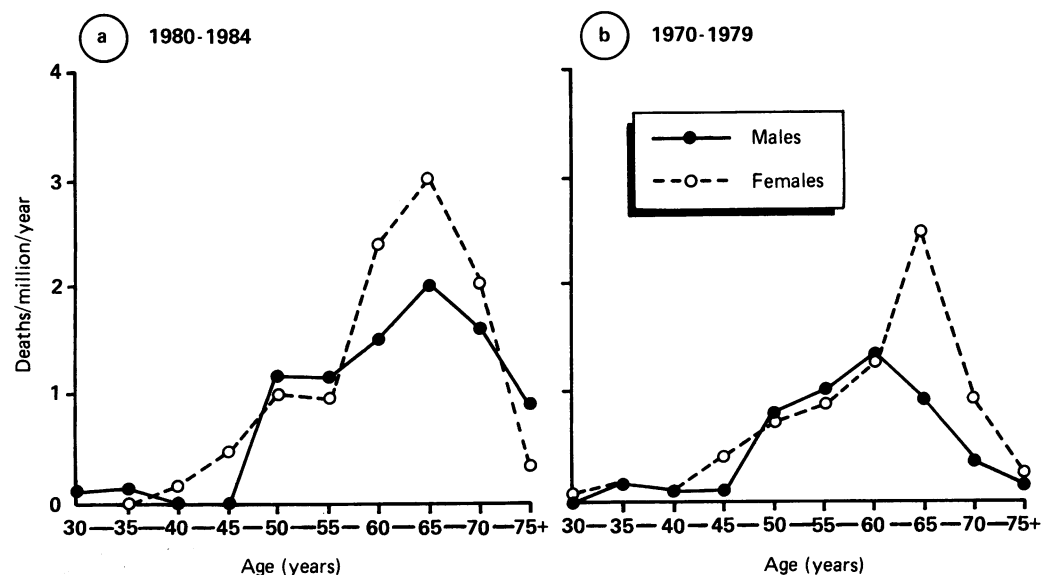 a 1980-1984
4
3
2
1
0
Deaths/million/year
30—35—40—45—50—55—60—65—70—75+
Age (years)
b 1970-1979
Males
Females
30—35—40—45—50—55—60—65—70—75+
Age (years)